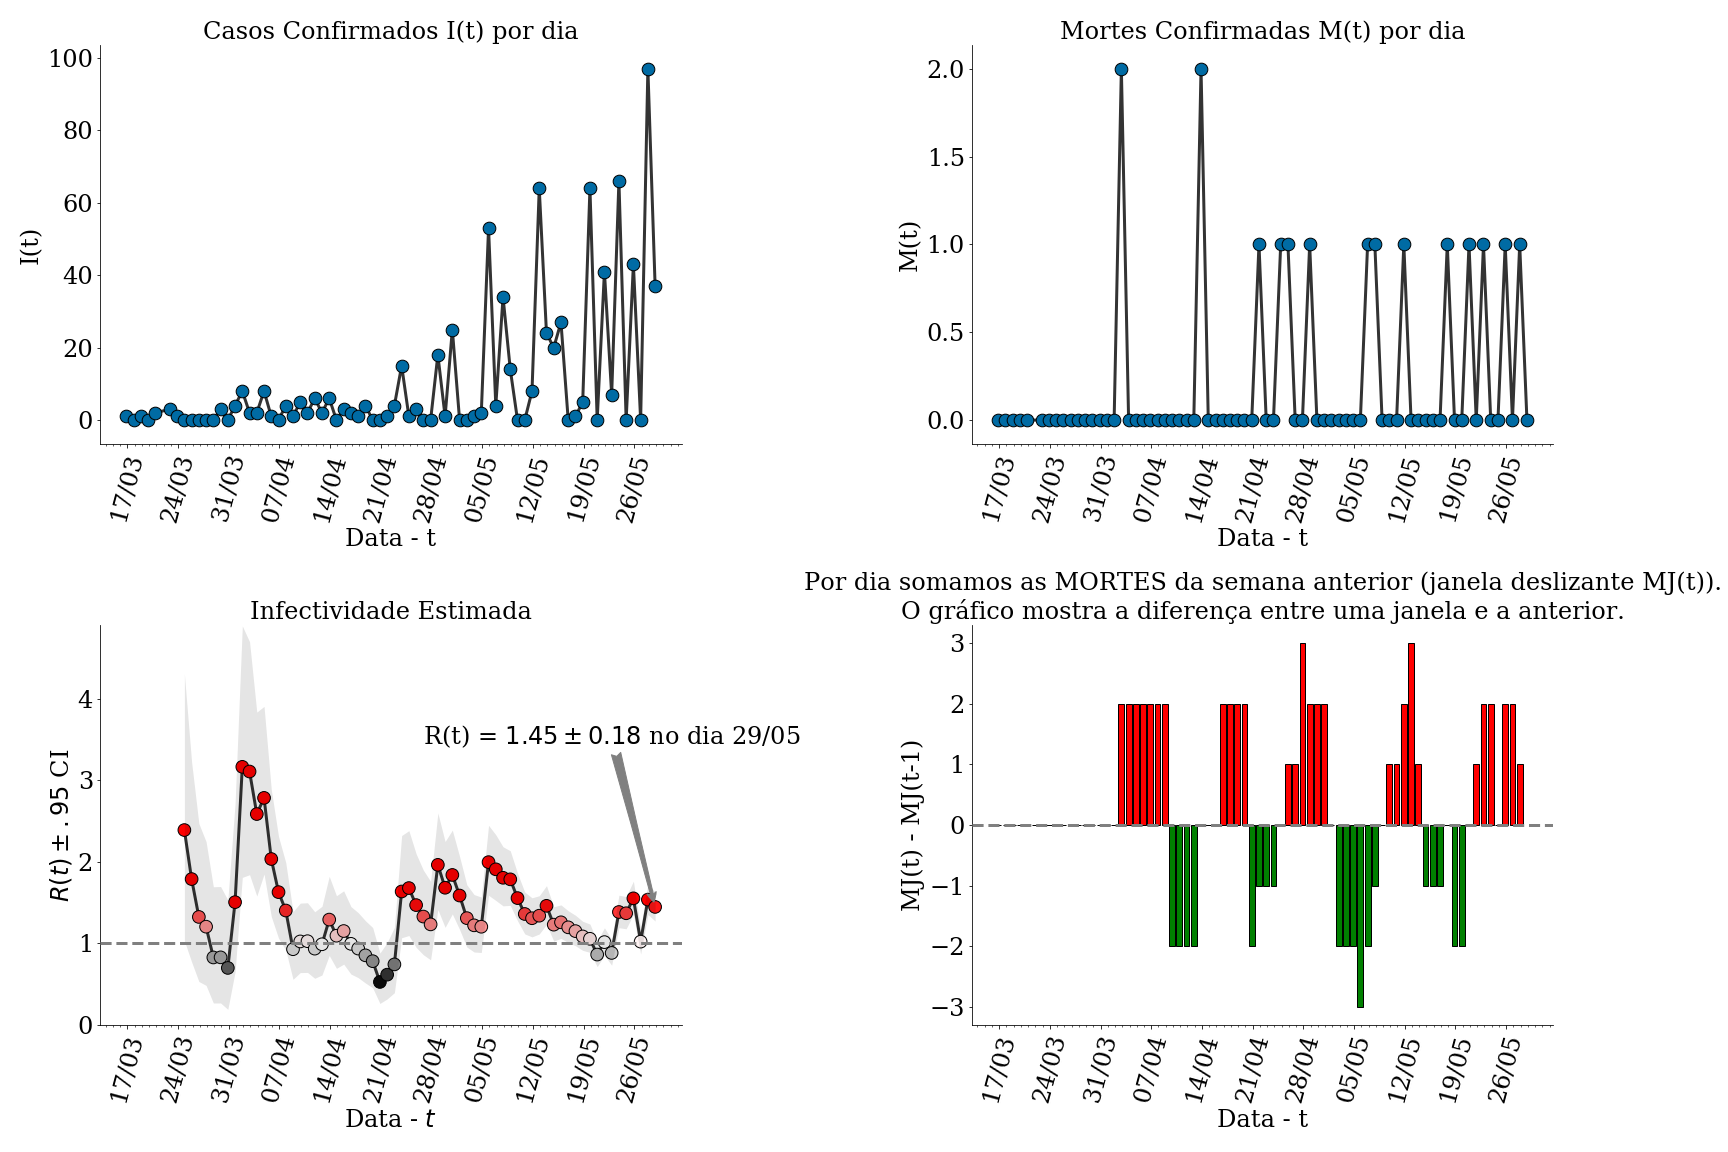 Casos Confirmados I(t) por dia
I(t)
100
80
60
40
20
0
17/03 24/03 31/03 07/04 14/04 21/04 28/04 05/05 12/05 19/05 26/05
Data - t
Mortes Confirmadas M(t) por dia
M(t)
2.0
1.5
1.0
0.5
0.0
17/03 24/03 31/03 07/04 14/04 21/04 28/04 05/05 12/05 19/05 26/05
Data - t
Infectividade Estimada
R(t) ± .95 CI
4
3
2
1
0
R(t) = 1.45 ± 0.18 no dia 29/05
17/03 24/03 31/03 07/04 14/04 21/04 28/04 05/05 12/05 19/05 26/05
Data - t
Por dia somamos as MORTES da semana anterior (janela deslizante MJ(t)).
O gráfico mostra a diferença entre uma janela e a anterior.
MJ(t) - MJ(t-1)
3
2
1
0
−1
−2
−3
17/03 24/03 31/03 07/04 14/04 21/04 28/04 05/05 12/05 19/05 26/05
Data - t